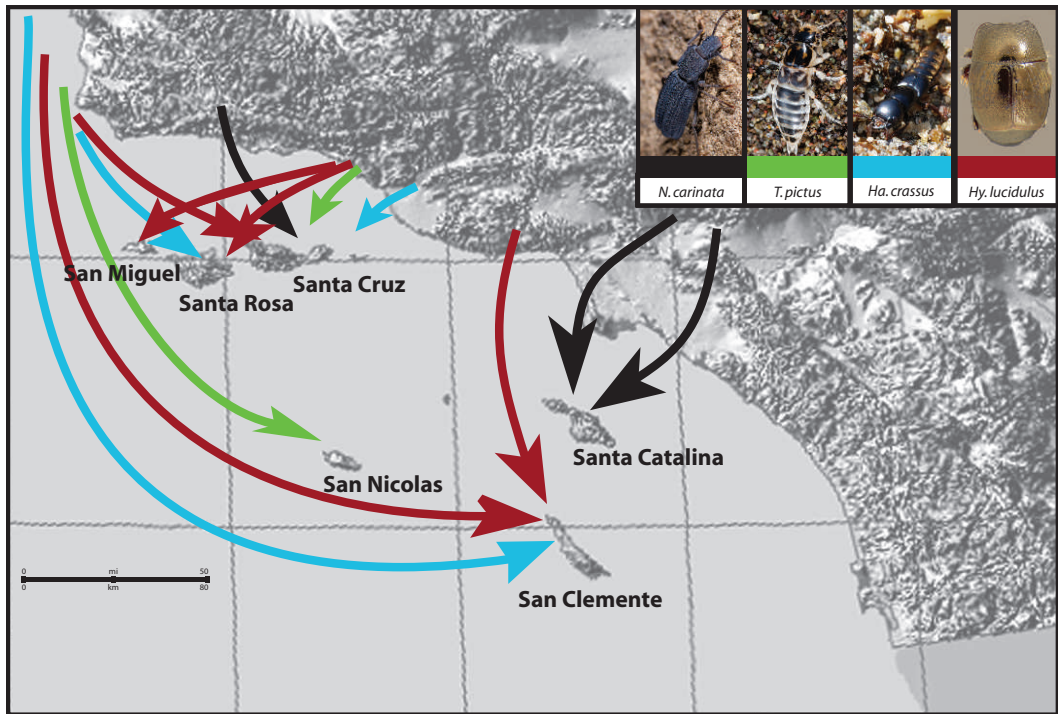 N. carinata
T. pictus
Ha. crassus
Hy. lucidulus
San Miguel
Santa Rosa
Santa Cruz
Santa Catalina
San Nicolas
San Clemente
0 mi 50
0 km 80